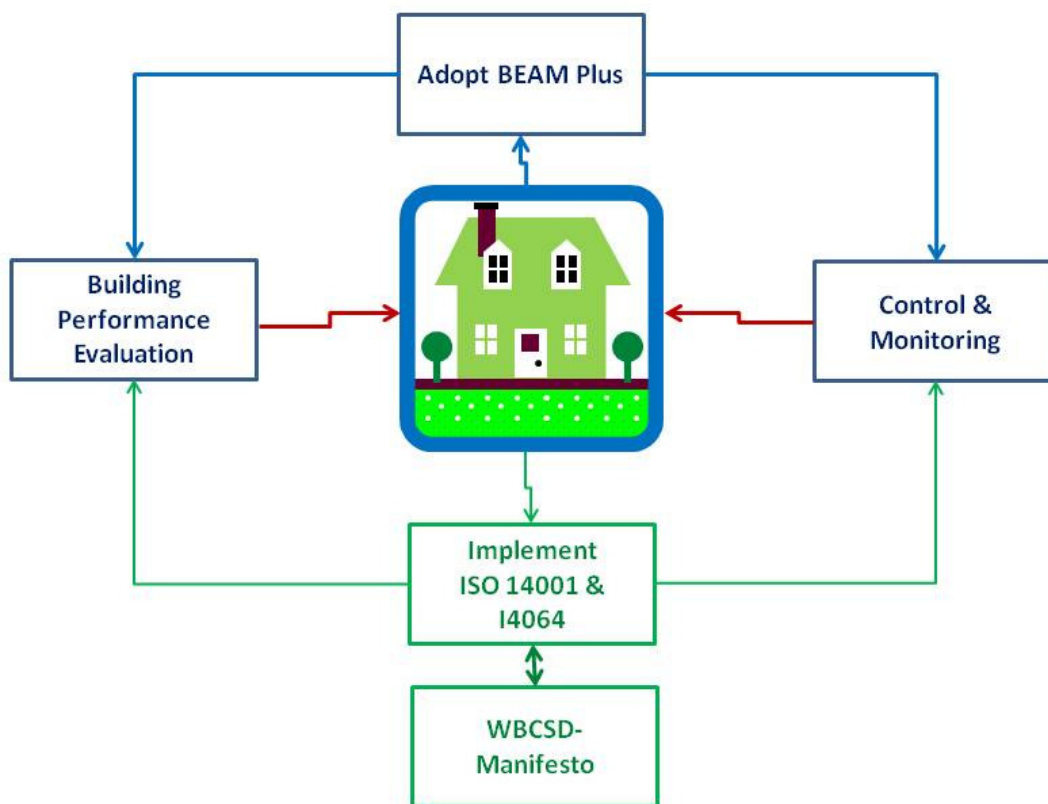 Adopt BEAM Plus
Building
Performance
Evaluation
Control &
Monitoring
Implement
ISO 14001 &
I4064
WBCSD-
Manifesto